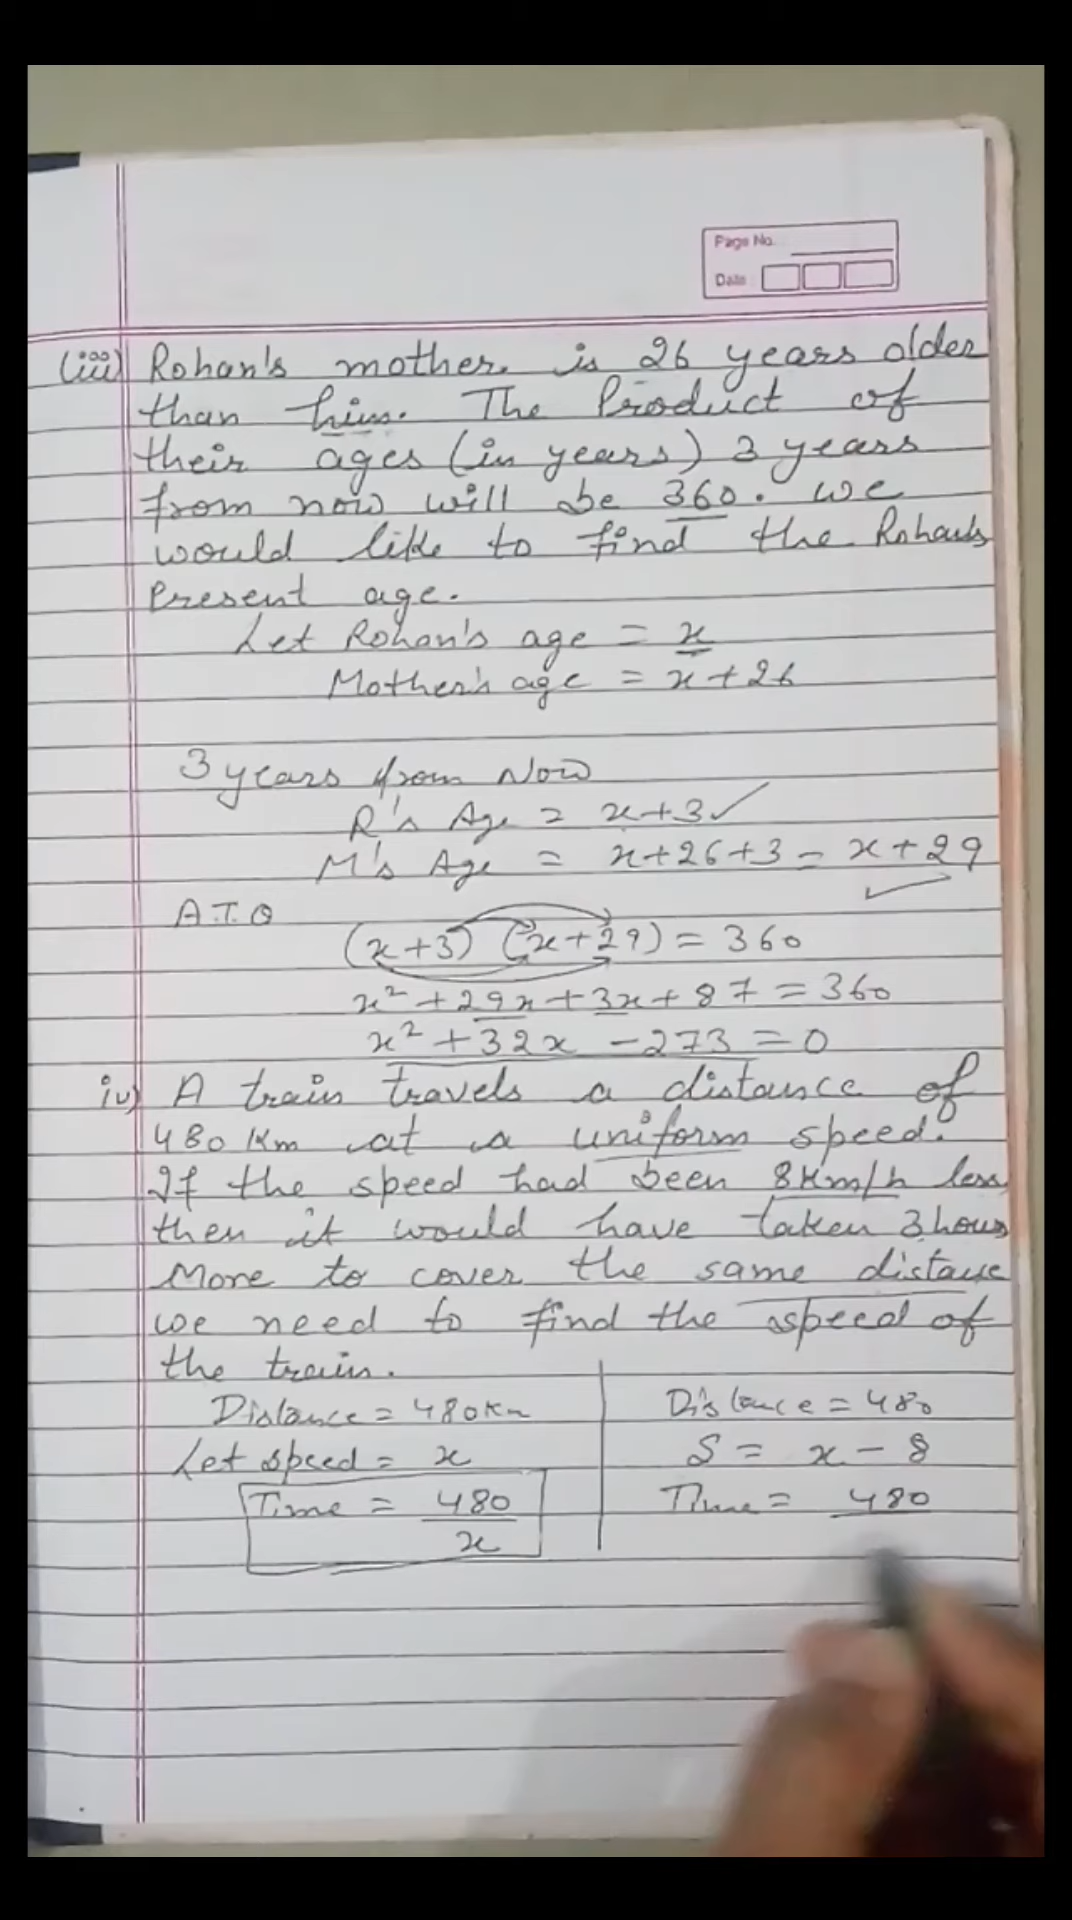 Page No.
Date :
(iii) Rohan's mother. is 26 years older
than him. The Product of
their ages (in years) 3 years
from now will be 360. we
would like to find the Rohan's
Present age.
Let Rohan's age = x
Mother's age = x+26
3 years from Now
R's Age = x+3 ✓
M's Age = x+26+3 = x+29
A.T.Q
(x+3) (x+29) = 360
x² + 29x + 3x + 87 = 360
x² + 32x - 273 = 0
iv) A train travels a distance of
480 Km at a uniform speed.
If the speed had been 8Km/h less,
then it would have taken 3 hours
More to cover the same distance
we need to find the speed of
the train.
Distance = 480Km
Let speed = x
Time = 480/x
Distance = 480
S = x - 8
Time = 480